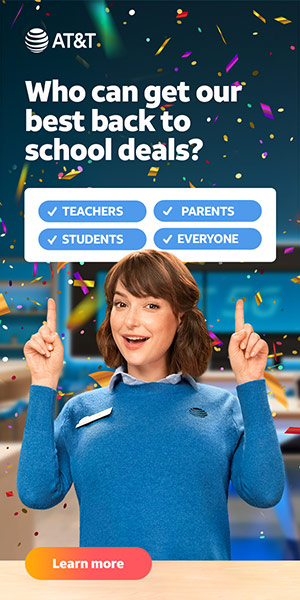 AT&T
Who can get our
best back to
school deals?
✓ TEACHERS
✓ PARENTS
✓ STUDENTS
✓ EVERYONE
Learn more